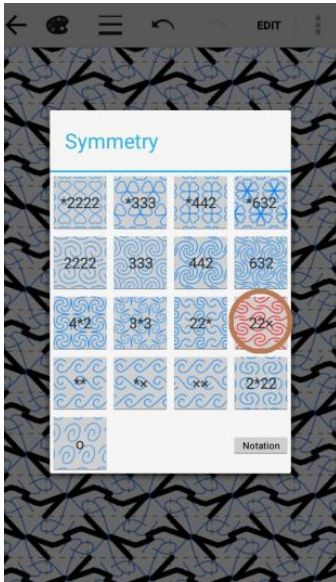 EDIT
Symmetry
*2222 *333 *442 *632
2222 333 442 632
4*2 3*3 22* 22×
** *× ×× 2*22
o
Notation